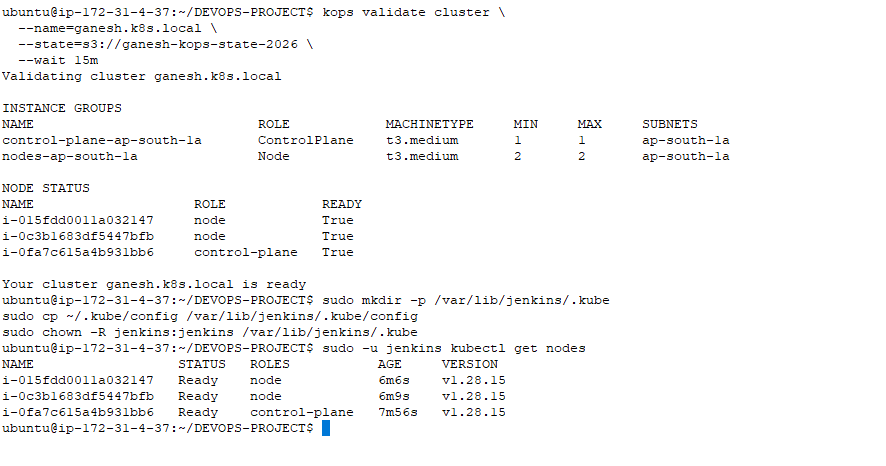 ubuntu@ip-172-31-4-37:~/DEVOPS-PROJECT$ kops validate cluster \
  --name=ganesh.k8s.local \
  --state=s3://ganesh-kops-state-2026 \
  --wait 15m
Validating cluster ganesh.k8s.local

INSTANCE GROUPS
NAME                            ROLE            MACHINETYPE     MIN     MAX     SUBNETS
control-plane-ap-south-1a       ControlPlane    t3.medium       1       1       ap-south-1a
nodes-ap-south-1a               Node            t3.medium       2       2       ap-south-1a

NODE STATUS
NAME                    ROLE            READY
i-015fdd0011a032147     node            True
i-0c3b1683df5447bfb     node            True
i-0fa7c615a4b931bb6     control-plane   True

Your cluster ganesh.k8s.local is ready
ubuntu@ip-172-31-4-37:~/DEVOPS-PROJECT$ sudo mkdir -p /var/lib/jenkins/.kube
sudo cp ~/.kube/config /var/lib/jenkins/.kube/config
sudo chown -R jenkins:jenkins /var/lib/jenkins/.kube
ubuntu@ip-172-31-4-37:~/DEVOPS-PROJECT$ sudo -u jenkins kubectl get nodes
NAME                  STATUS   ROLES           AGE     VERSION
i-015fdd0011a032147   Ready    node            6m6s    v1.28.15
i-0c3b1683df5447bfb   Ready    node            6m9s    v1.28.15
i-0fa7c615a4b931bb6   Ready    control-plane   7m56s   v1.28.15
ubuntu@ip-172-31-4-37:~/DEVOPS-PROJECT$